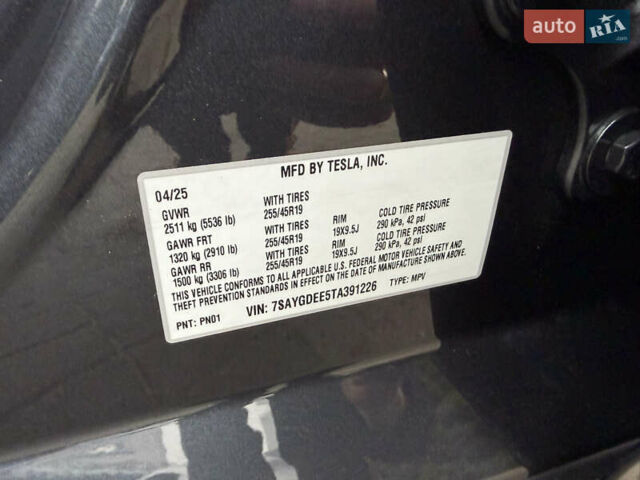 auto RIA.com
MFD BY TESLA, INC.
04/25
GVWR WITH TIRES
2511 kg (5536 lb) 255/45R19 RIM COLD TIRE PRESSURE
GAWR FRT WITH TIRES 19X9.5J 290 kPa, 42 psi
1320 kg (2910 lb) 255/45R19 RIM COLD TIRE PRESSURE
GAWR RR WITH TIRES 19X9.5J 290 kPa, 42 psi
1500 kg (3306 lb) 255/45R19
THIS VEHICLE CONFORMS TO ALL APPLICABLE U.S. FEDERAL MOTOR VEHICLE SAFETY AND
THEFT PREVENTION STANDARDS IN EFFECT ON THE DATE OF MANUFACTURE SHOWN ABOVE.
PNT: PN01 VIN: 7SAYGDEE5TA391226 TYPE: MPV